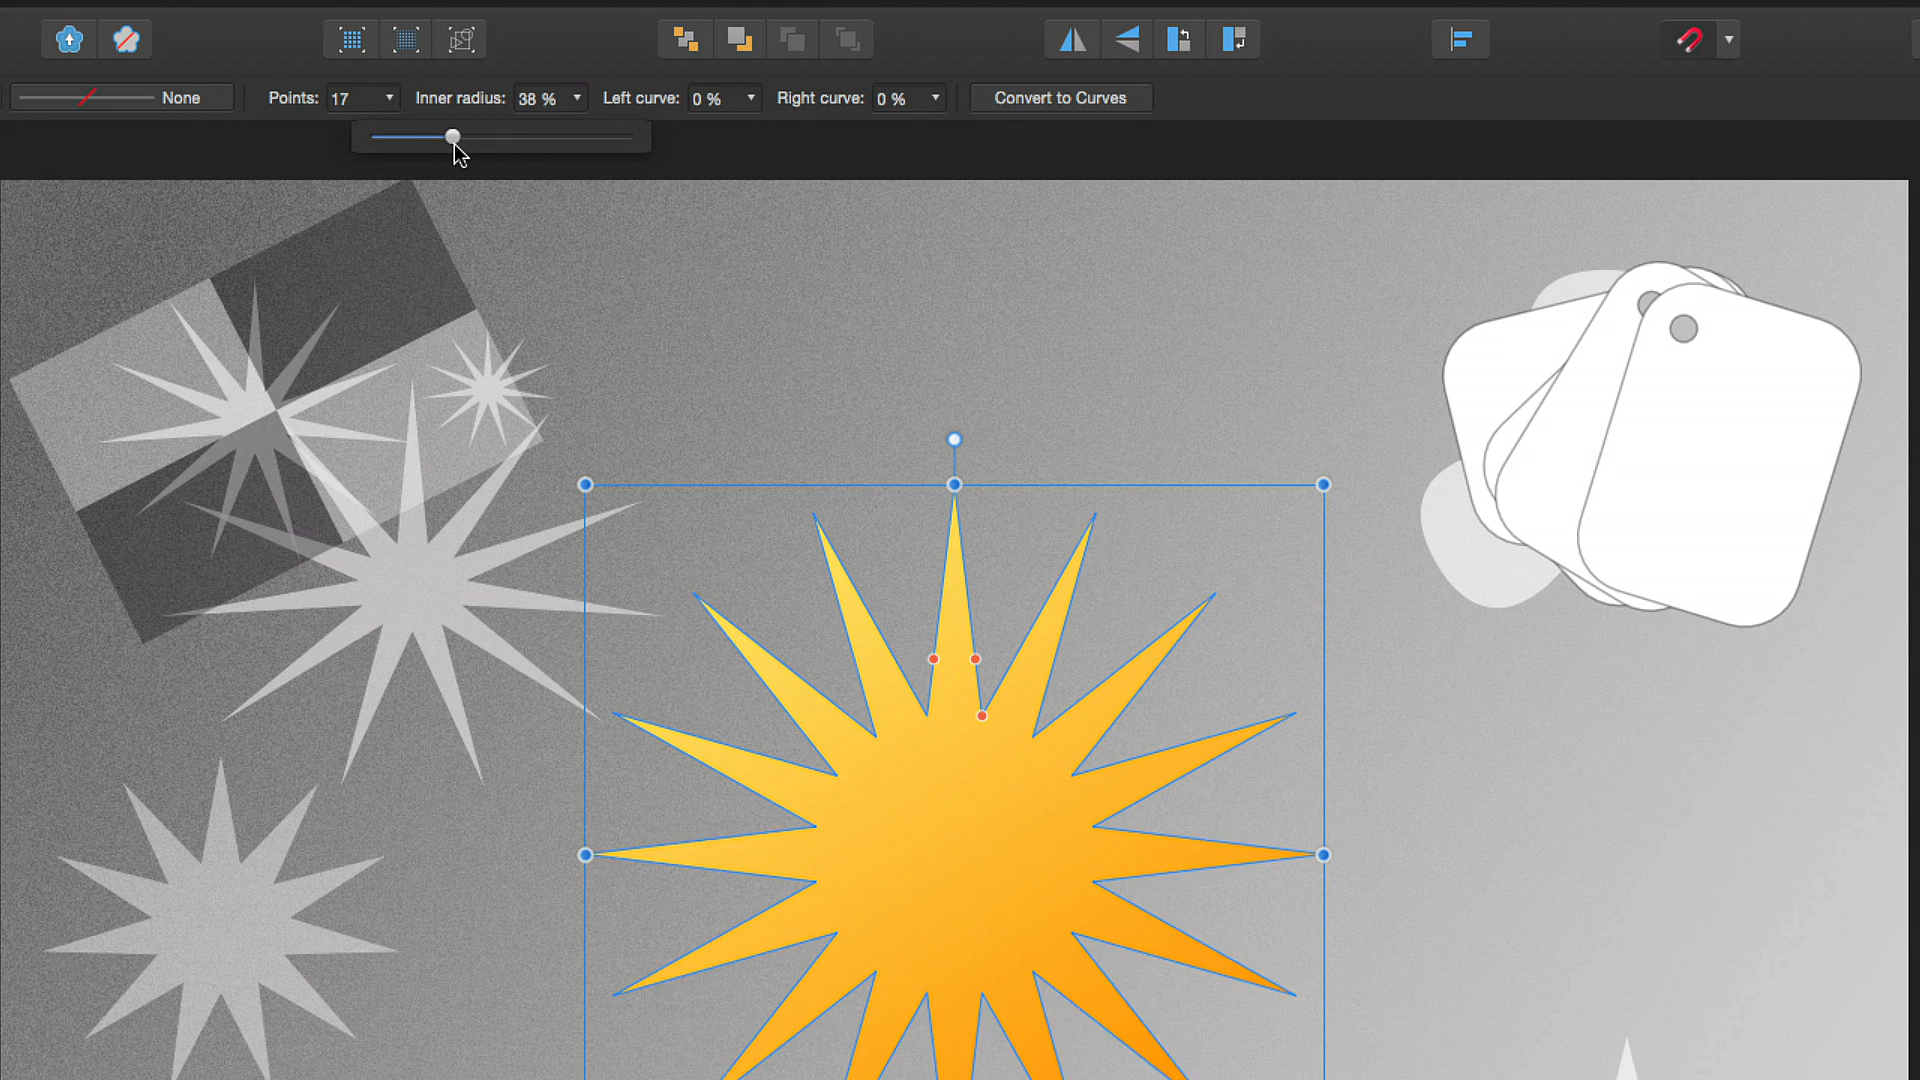 None Points: 17 Inner radius: 38 % Left curve: 0 % Right curve: 0 % Convert to Curves